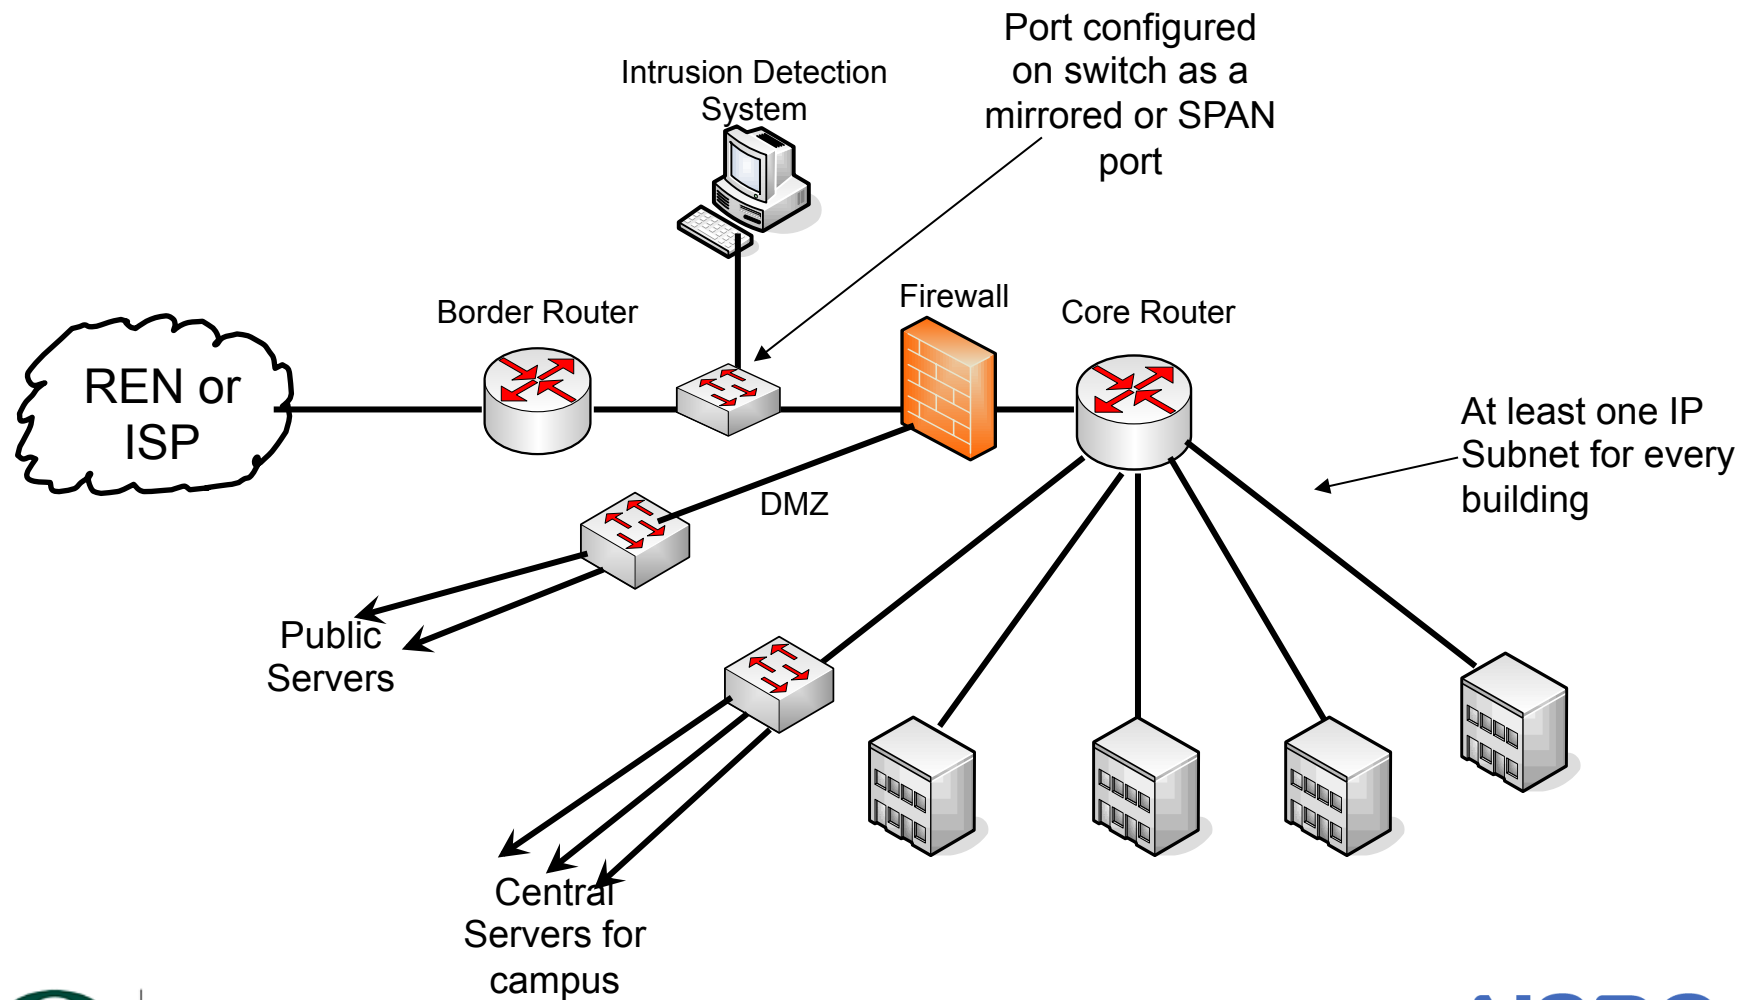 Port configured
on switch as a
mirrored or SPAN
port
Intrusion Detection
System
Border Router
Firewall
Core Router
REN or
ISP
At least one IP
Subnet for every
building
DMZ
Public
Servers
Central
Servers for
campus